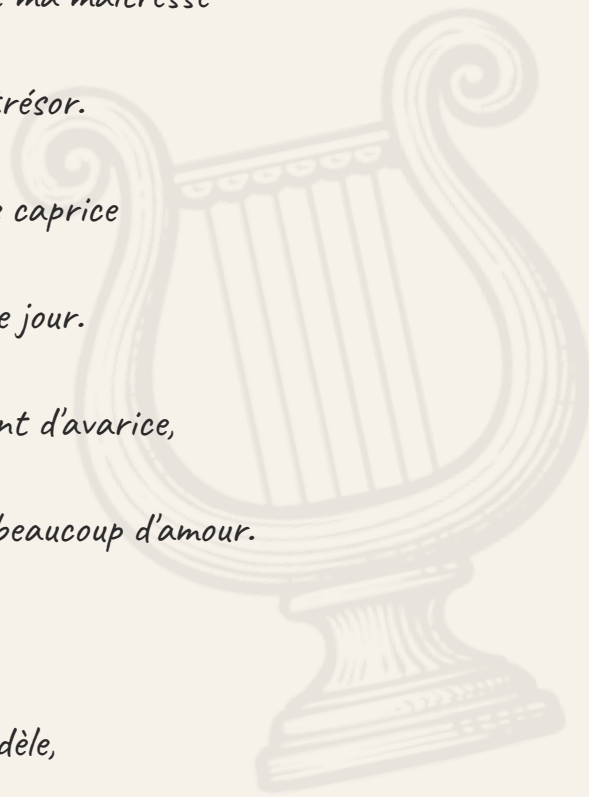 ma maîtresse
trésor.
caprice
jour.
d'avarice,
beaucoup d'amour.